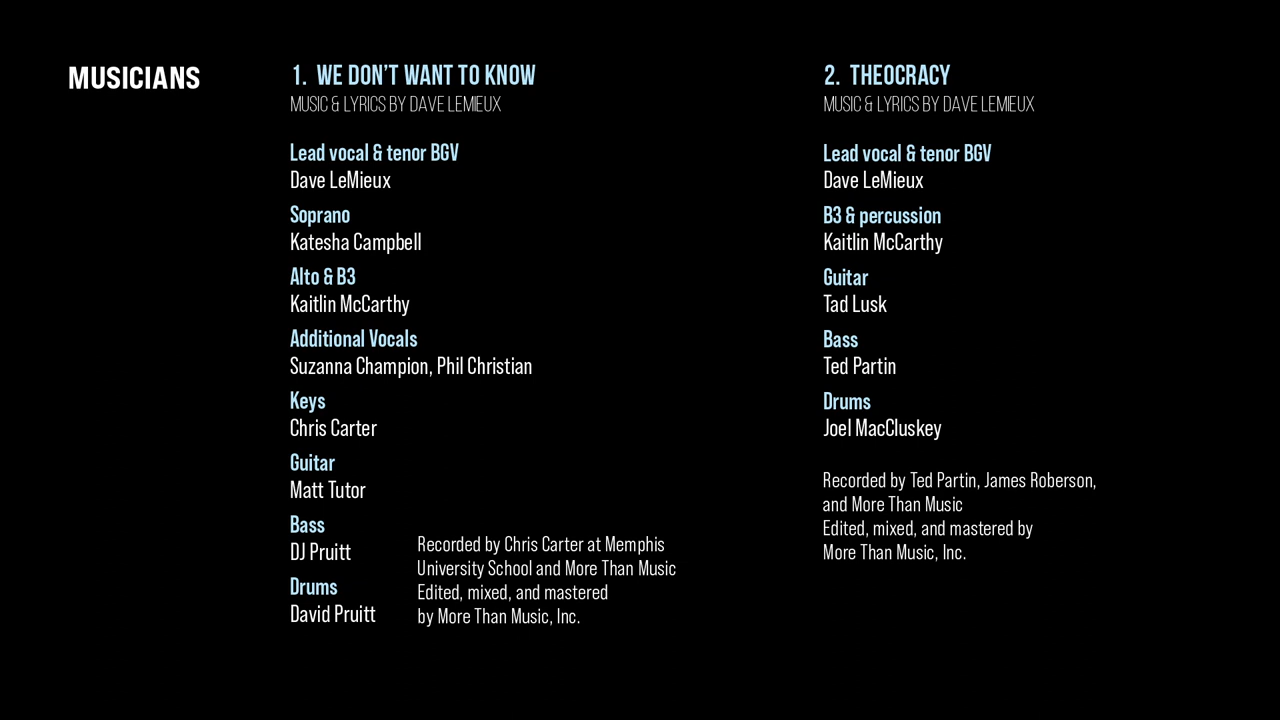 MUSICIANS
1. WE DON'T WANT TO KNOW
MUSIC & LYRICS BY DAVE LEMIEUX
Lead vocal & tenor BGV
Dave LeMieux
Soprano
Katesha Campbell
Alto & B3
Kaitlin McCarthy
Additional Vocals
Suzanna Champion, Phil Christian
Keys
Chris Carter
Guitar
Matt Tutor
Bass
DJ Pruitt
Drums
David Pruitt
Recorded by Chris Carter at Memphis
University School and More Than Music
Edited, mixed, and mastered
by More Than Music, Inc.
2. THEOCRACY
MUSIC & LYRICS BY DAVE LEMIEUX
Lead vocal & tenor BGV
Dave LeMieux
B3 & percussion
Kaitlin McCarthy
Guitar
Tad Lusk
Bass
Ted Partin
Drums
Joel MacCluskey
Recorded by Ted Partin, James Roberson,
and More Than Music
Edited, mixed, and mastered by
More Than Music, Inc.